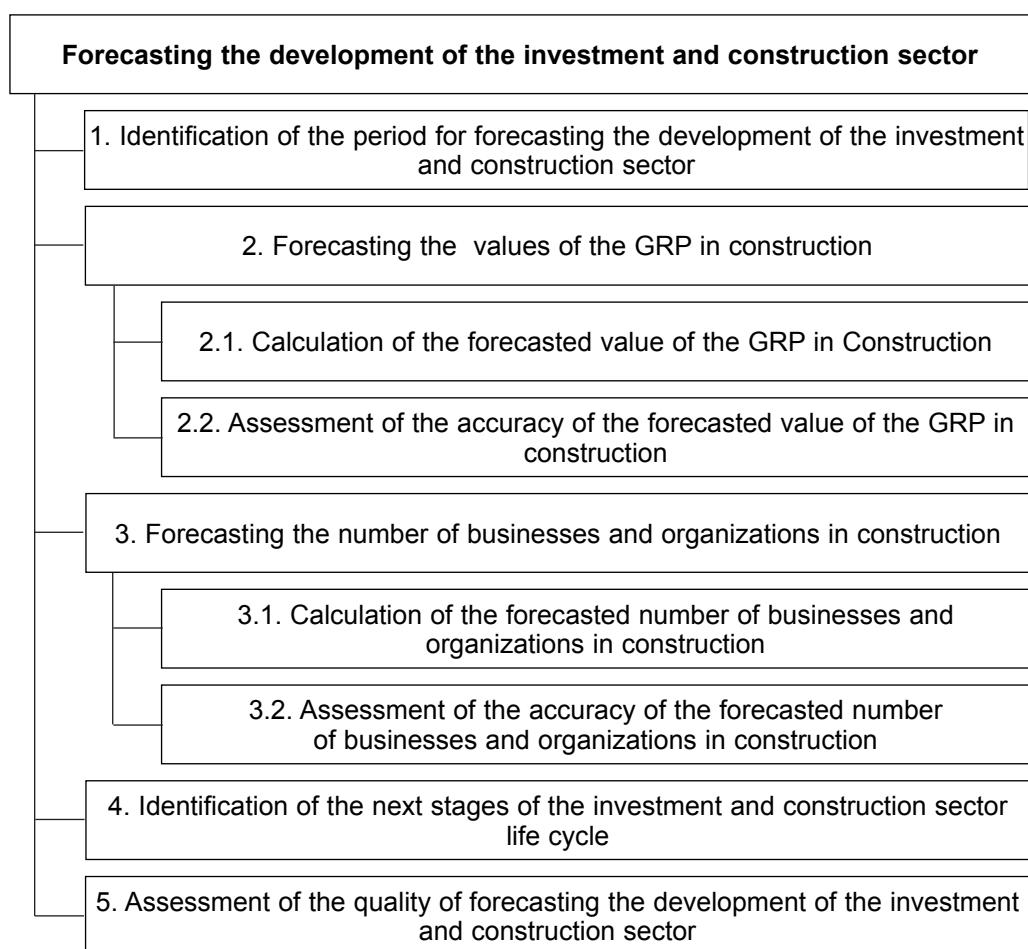 Forecasting the development of the investment and construction sector
1. Identification of the period for forecasting the development of the investment
and construction sector
2. Forecasting the  values of the GRP in construction
2.1. Calculation of the forecasted value of the GRP in Construction
2.2. Assessment of the accuracy of the forecasted value of the GRP in
construction
3. Forecasting the number of businesses and organizations in construction
3.1. Calculation of the forecasted number of businesses and
organizations in construction
3.2. Assessment of the accuracy of the forecasted number
of businesses and organizations in construction
4. Identification of the next stages of the investment and construction sector
life cycle
5. Assessment of the quality of forecasting the development of the investment
and construction sector